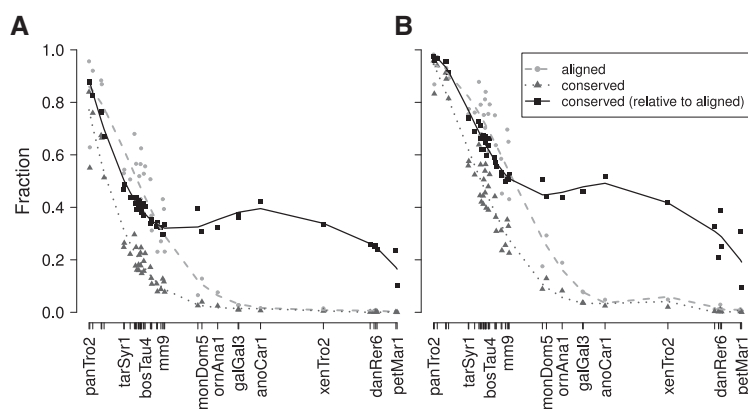 A
B
1.0
0.8
0.6
0.4
0.2
0.0
Fraction
aligned
conserved
conserved (relative to aligned)
panTro2
tarSyr1
bosTau4
mm9
monDom5
ornAna1
galGal3
anoCar1
xenTro2
danRer6
petMar1
panTro2
tarSyr1
bosTau4
mm9
monDom5
ornAna1
galGal3
anoCar1
xenTro2
danRer6
petMar1